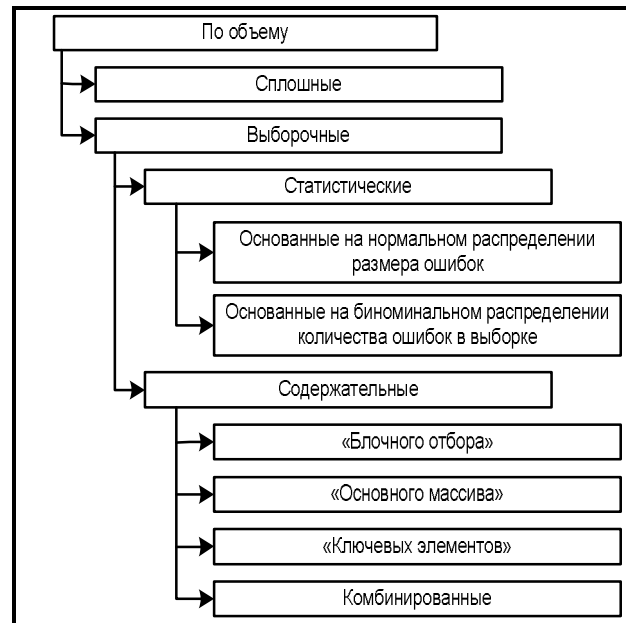 По объему
Сплошные
Выборочные
Статистические
Основанные на нормальном распределении
размера ошибок
Основанные на биноминальном распределении
количества ошибок в выборке
Содержательные
«Блочного отбора»
«Основного массива»
«Ключевых элементов»
Комбинированные